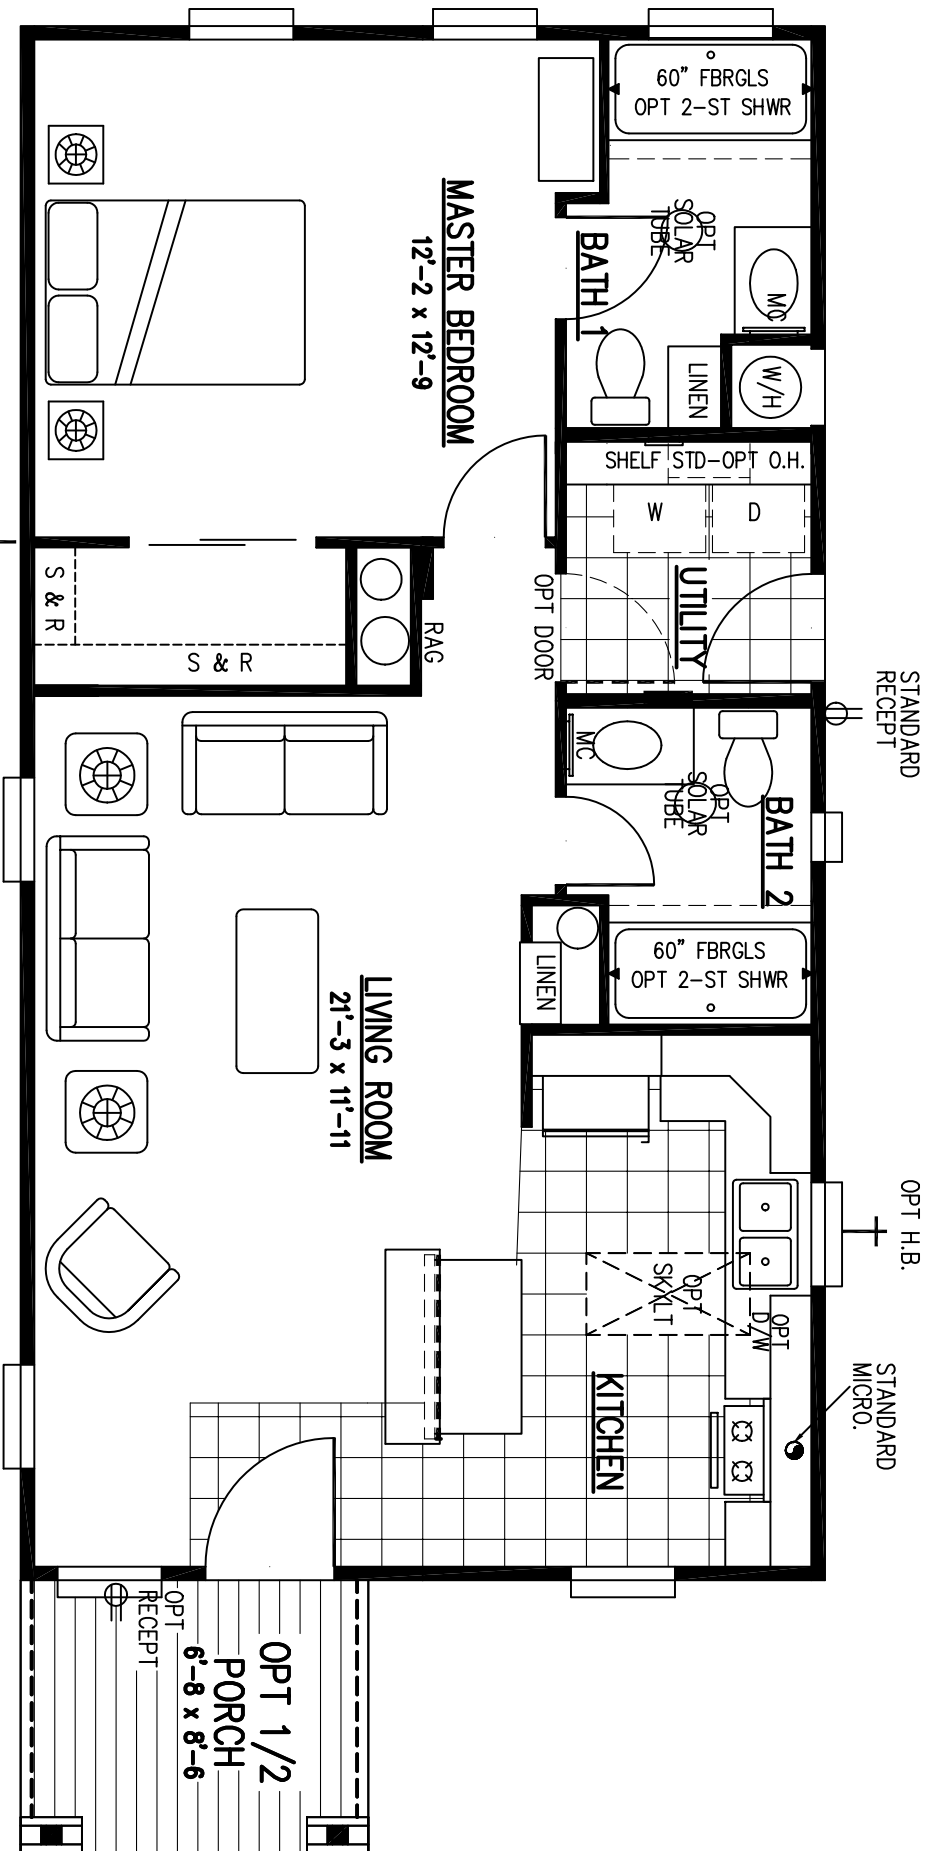 60" FBRGLS
OPT 2-ST SHWR
OPT
SOLAR
TUBE
MC
BATH 1
W/H
LINEN
MASTER BEDROOM
12'-2 x 12'-9
SHELF STD-OPT O.H.
W
D
UTILITY
OPT DOOR
RAG
S & R
S & R
STANDARD
RECEPT
MC
OPT
SOLAR
TUBE
BATH 2
60" FBRGLS
OPT 2-ST SHWR
LINEN
LIVING ROOM
21'-3 x 11'-11
OPT H.B.
OPT
SKYLT
OPT
D/W
STANDARD
MICRO.
KITCHEN
OPT
RECEPT
OPT 1/2
PORCH
6'-8 x 8'-6